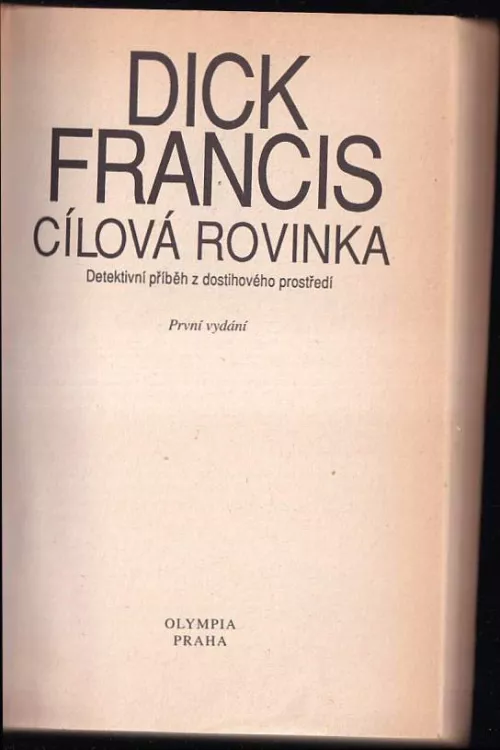 DICK
FRANCIS
CÍLOVÁ ROVINKA
Detektivní příběh z dostihového prostředí
První vydání
OLYMPIA
PRAHA